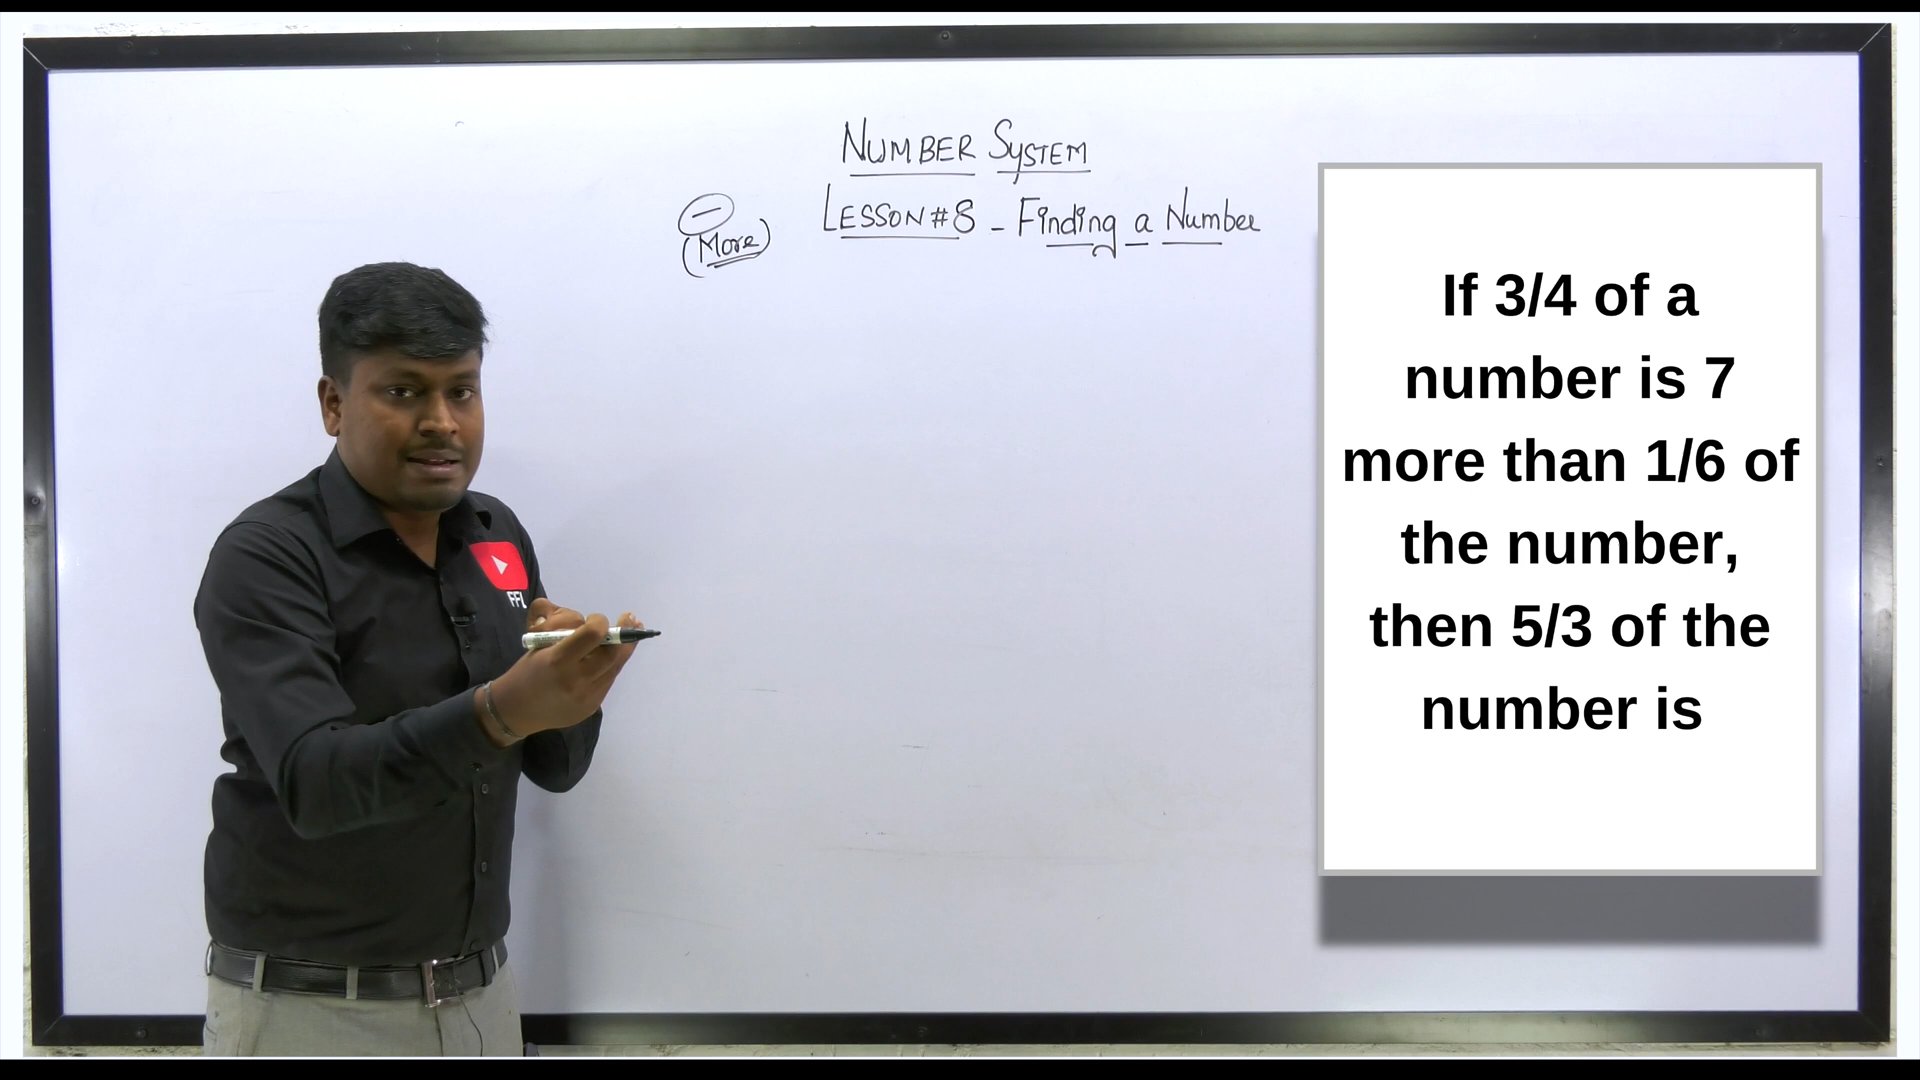 NUMBER SYSTEM
LESSON #8 - Finding a Number
(More)
If 3/4 of a
number is 7
more than 1/6 of
the number,
then 5/3 of the
number is
FFL